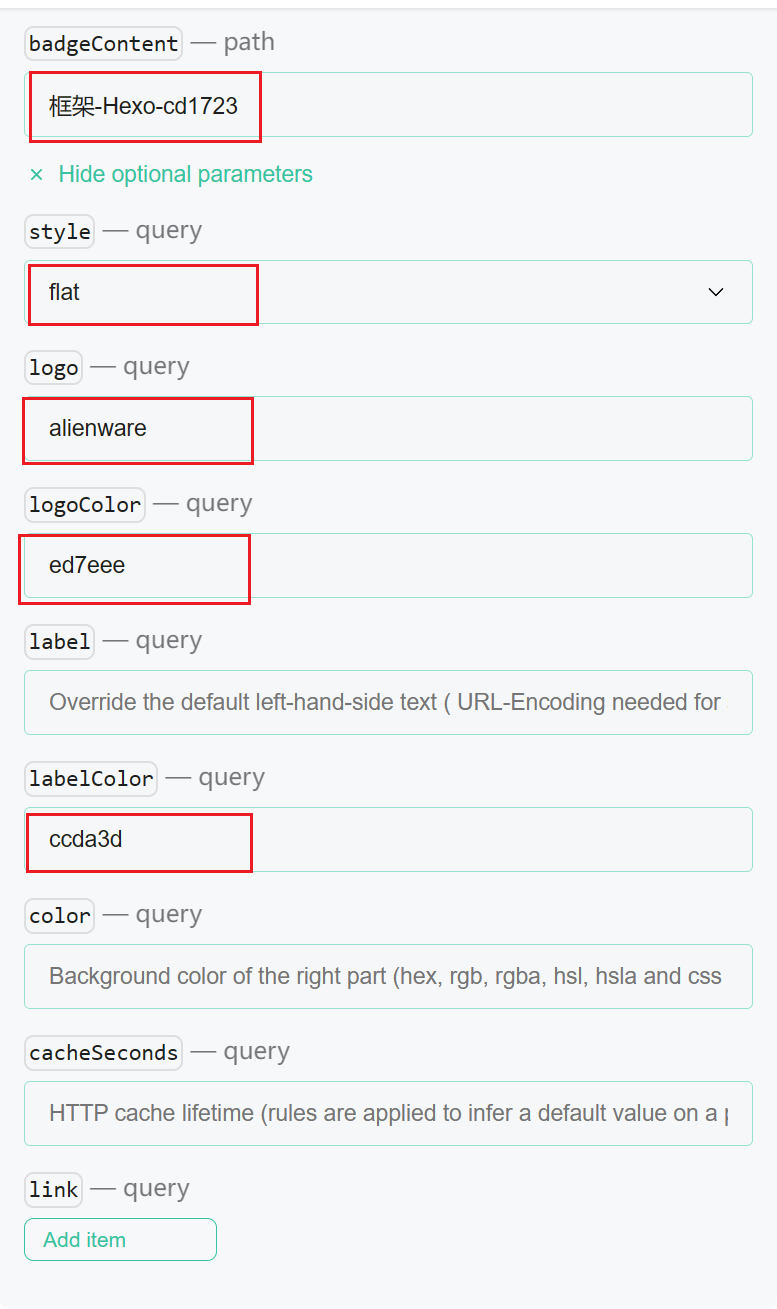 badgeContent — path
框架-Hexo-cd1723
× Hide optional parameters
style — query
flat
logo — query
alienware
logoColor — query
ed7eee
label — query
Override the default left-hand-side text ( URL-Encoding needed for
labelColor — query
ccda3d
color — query
Background color of the right part (hex, rgb, rgba, hsl, hsla and css
cacheSeconds — query
HTTP cache lifetime (rules are applied to infer a default value on a
link — query
Add item